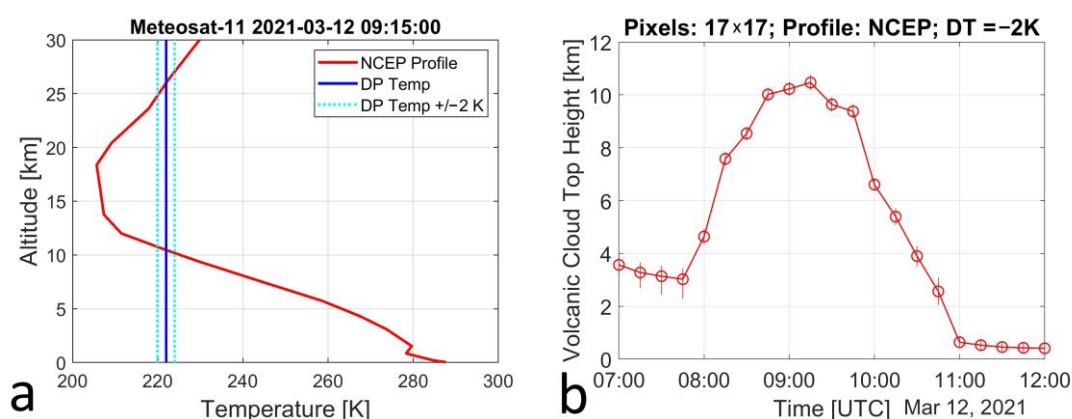 Meteosat-11 2021-03-12 09:15:00
30
25
20
15
10
5
0
Altitude [km]
NCEP Profile
DP Temp
DP Temp +/−2 K
200 220 240 260 280 300
Temperature [K]
a
Pixels: 17×17; Profile: NCEP; DT =−2K
12
10
8
6
4
2
0
Volcanic Cloud Top Height [km]
07:00 08:00 09:00 10:00 11:00 12:00
Time [UTC] Mar 12, 2021
b